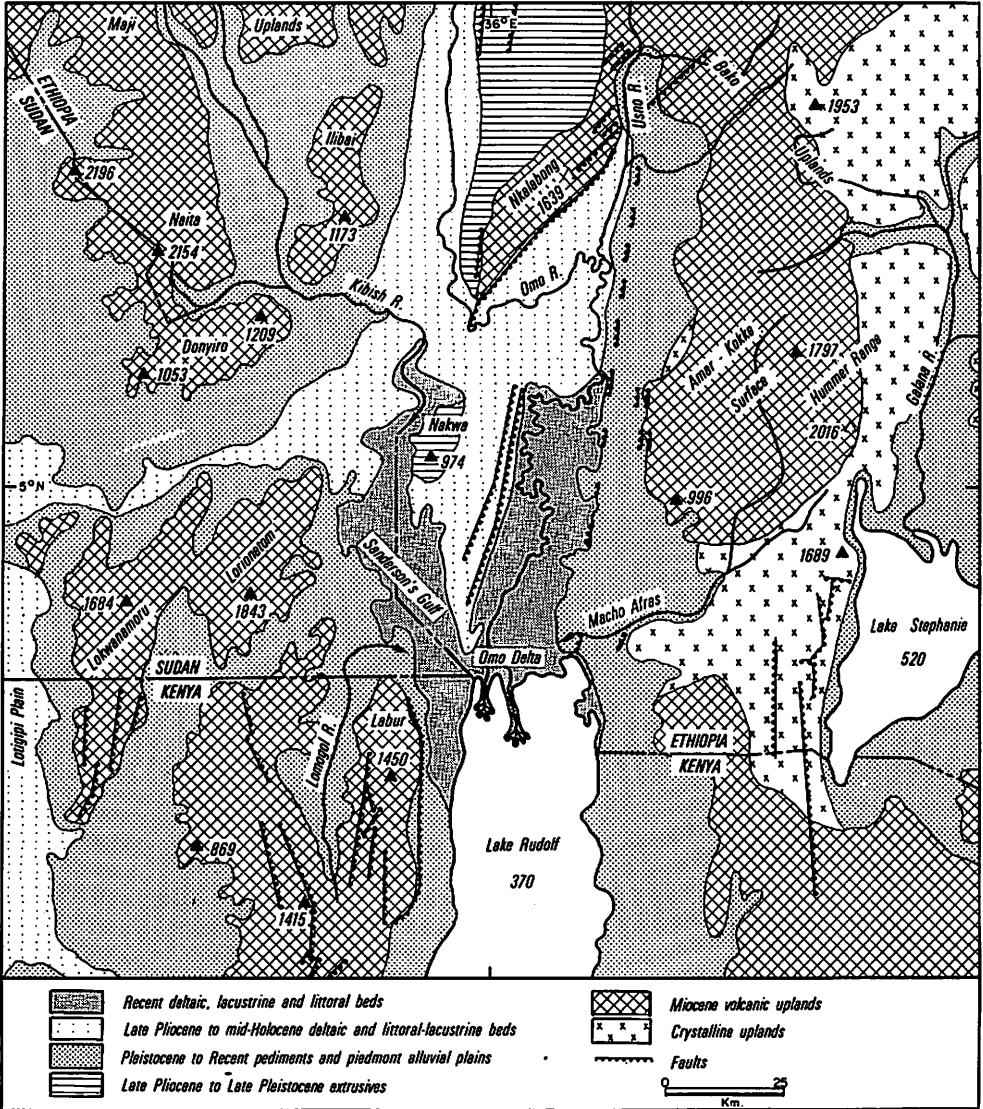 Maji
Uplands
36°E
ETHIOPIA
SUDAN
Bako
Usno R.
1953
Ilibai
2196
Nkalabong
1639
Uplands
Naita
1173
2154
Omo R.
Kibish R.
1209
Donyiro
1053
Amar - Kokke
Surface
1797
Hummer Range
2016
Galana R.
Nakwa
974
5°N
996
Sanderson's Gulf
1689
Lorionetom
1684
1843
Lokwanamoru
Macho Afras
Lake Stephanie
520
Omo Delta
SUDAN
KENYA
Lotigipi Plain
Lomogol R.
Labur
1450
ETHIOPIA
KENYA
869
Lake Rudolf
370
1415
Recent deltaic, lacustrine and littoral beds
Late Pliocene to mid-Holocene deltaic and littoral-lacustrine beds
Pleistocene to Recent pediments and piedmont alluvial plains
Late Pliocene to Late Pleistocene extrusives
Miocene volcanic uplands
Crystalline uplands
Faults
0 25
Km.